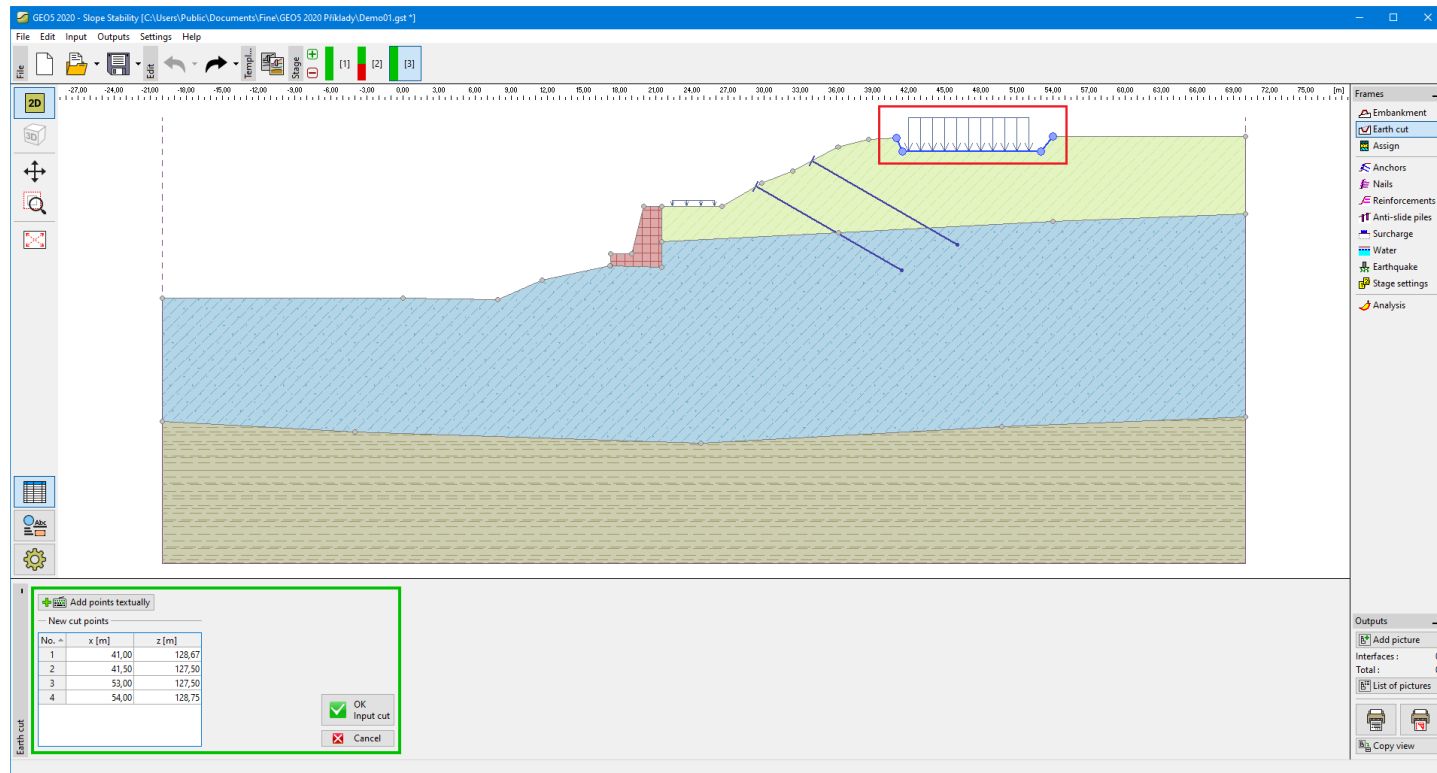 GEO5 2020 - Slope Stability [C:\Users\Public\Documents\Fine\GEO5 2020 Příklady\Demo01.gst *]
File Edit Input Outputs Settings Help
File
Edit
Templ...
Stage
[1] [2] [3]
2D
3D
-27,00 -24,00 -21,00 -18,00 -15,00 -12,00 -9,00 -6,00 -3,00 0,00 3,00 6,00 9,00 12,00 15,00 18,00 21,00 24,00 27,00 30,00 33,00 36,00 39,00 42,00 45,00 48,00 51,00 54,00 57,00 60,00 63,00 66,00 69,00 72,00 75,00 [m]
Frames
Embankment
Earth cut
Assign
Anchors
Nails
Reinforcements
Anti-slide piles
Surcharge
Water
Earthquake
Stage settings
Analysis
Abc
Earth cut
Add points textually
New cut points
No. x [m] z [m]
1 41,00 128,67
2 41,50 127,50
3 53,00 127,50
4 54,00 128,75
OK
Input cut
Cancel
Outputs
Add picture
Interfaces :
Total :
List of pictures
Copy view